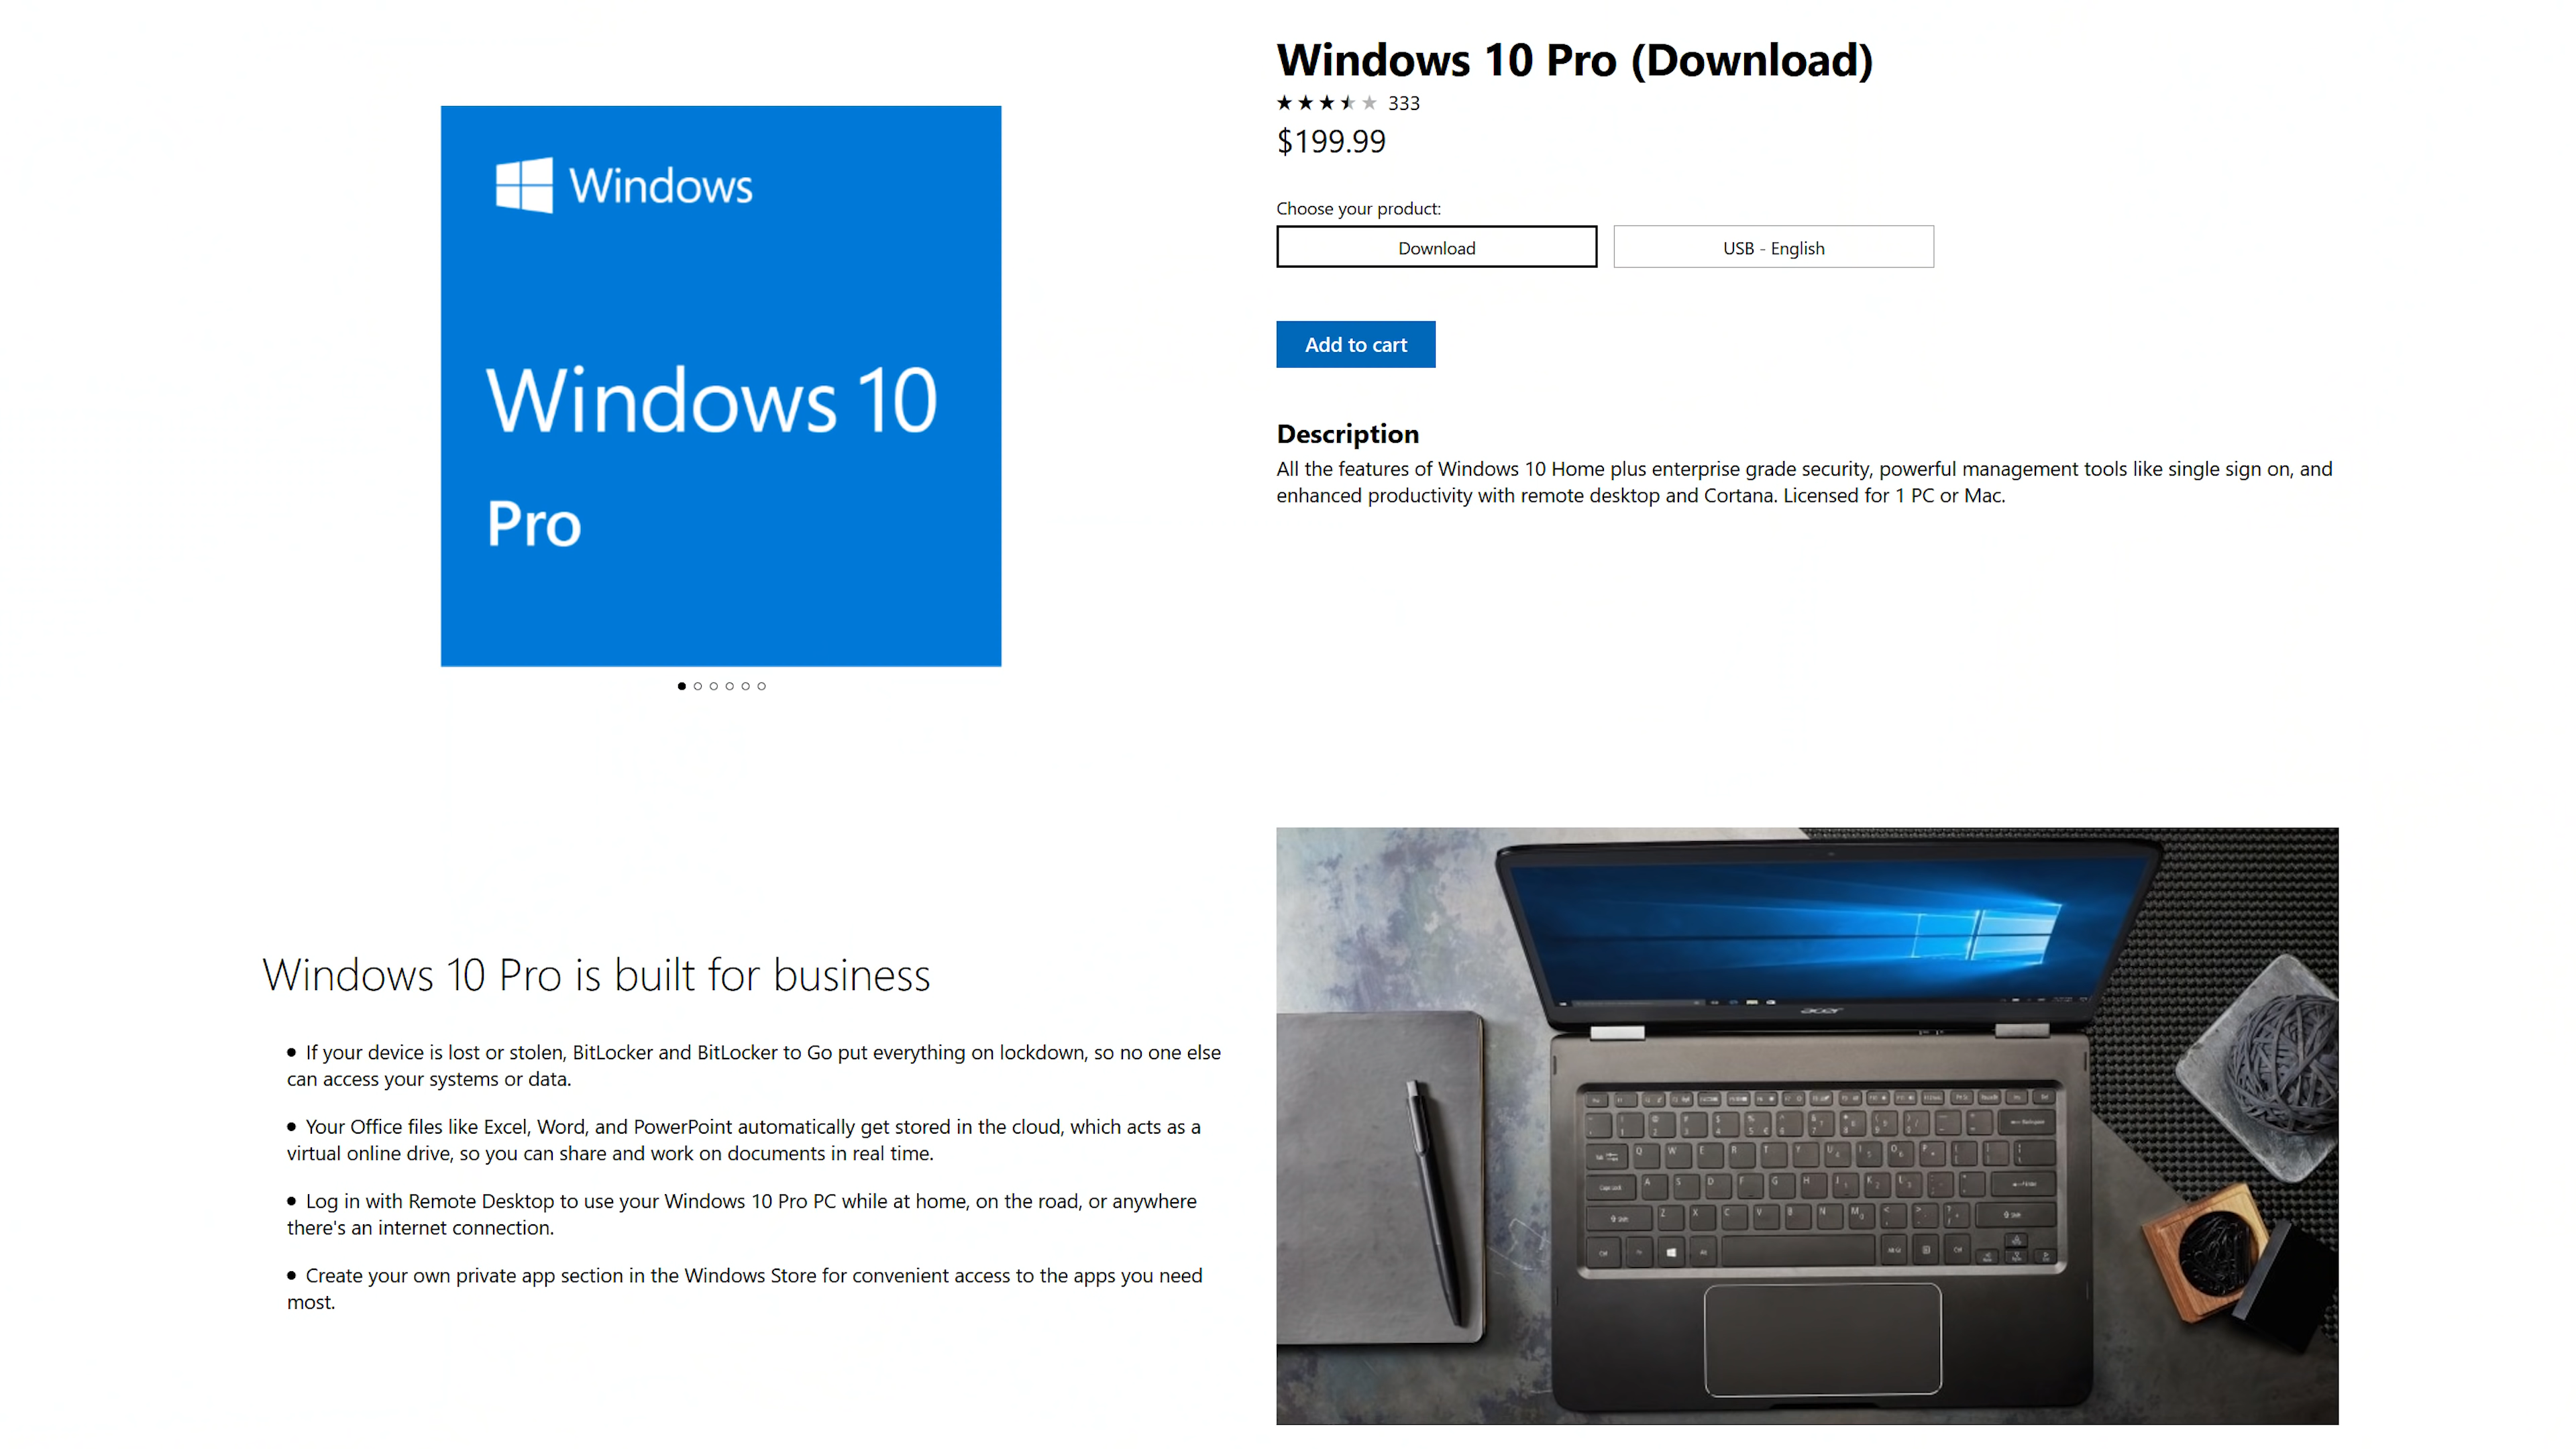 Windows
Windows 10
Pro
Windows 10 Pro (Download)
333
$199.99
Choose your product:
Download
USB - English
Add to cart
Description
All the features of Windows 10 Home plus enterprise grade security, powerful management tools like single sign on, and
enhanced productivity with remote desktop and Cortana. Licensed for 1 PC or Mac.
Windows 10 Pro is built for business
● If your device is lost or stolen, BitLocker and BitLocker to Go put everything on lockdown, so no one else
can access your systems or data.
● Your Office files like Excel, Word, and PowerPoint automatically get stored in the cloud, which acts as a
virtual online drive, so you can share and work on documents in real time.
● Log in with Remote Desktop to use your Windows 10 Pro PC while at home, on the road, or anywhere
there's an internet connection.
● Create your own private app section in the Windows Store for convenient access to the apps you need
most.
acer
Q W E R T Y U I O P
A S D F G H J K L
Z X C V B N M